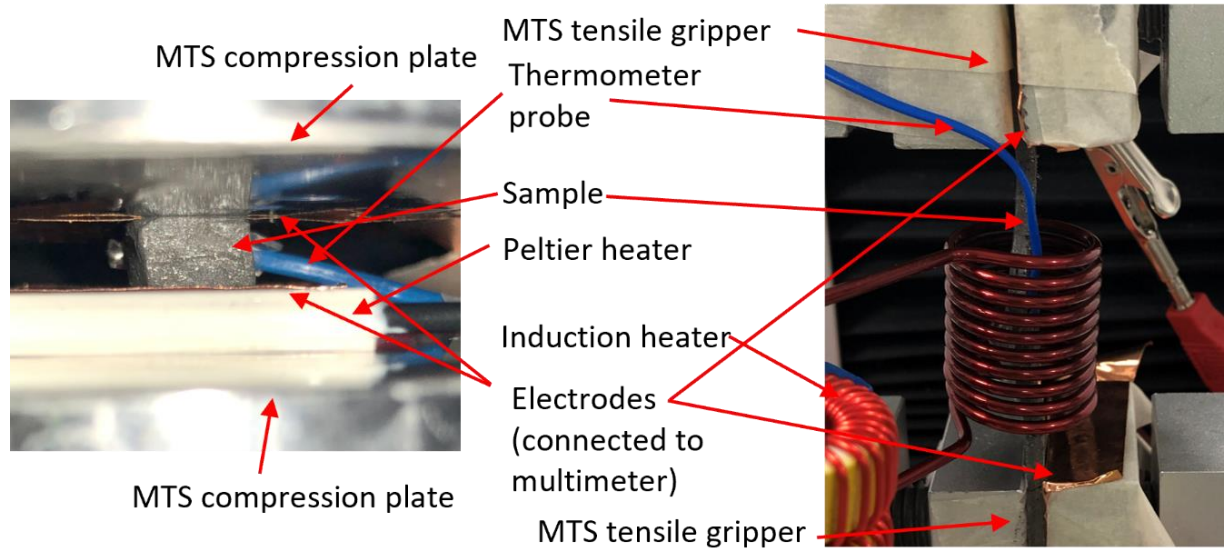 MTS tensile gripper
MTS compression plate
Thermometer
probe
Sample
Peltier heater
Induction heater
Electrodes
(connected to
multimeter)
MTS compression plate
MTS tensile gripper